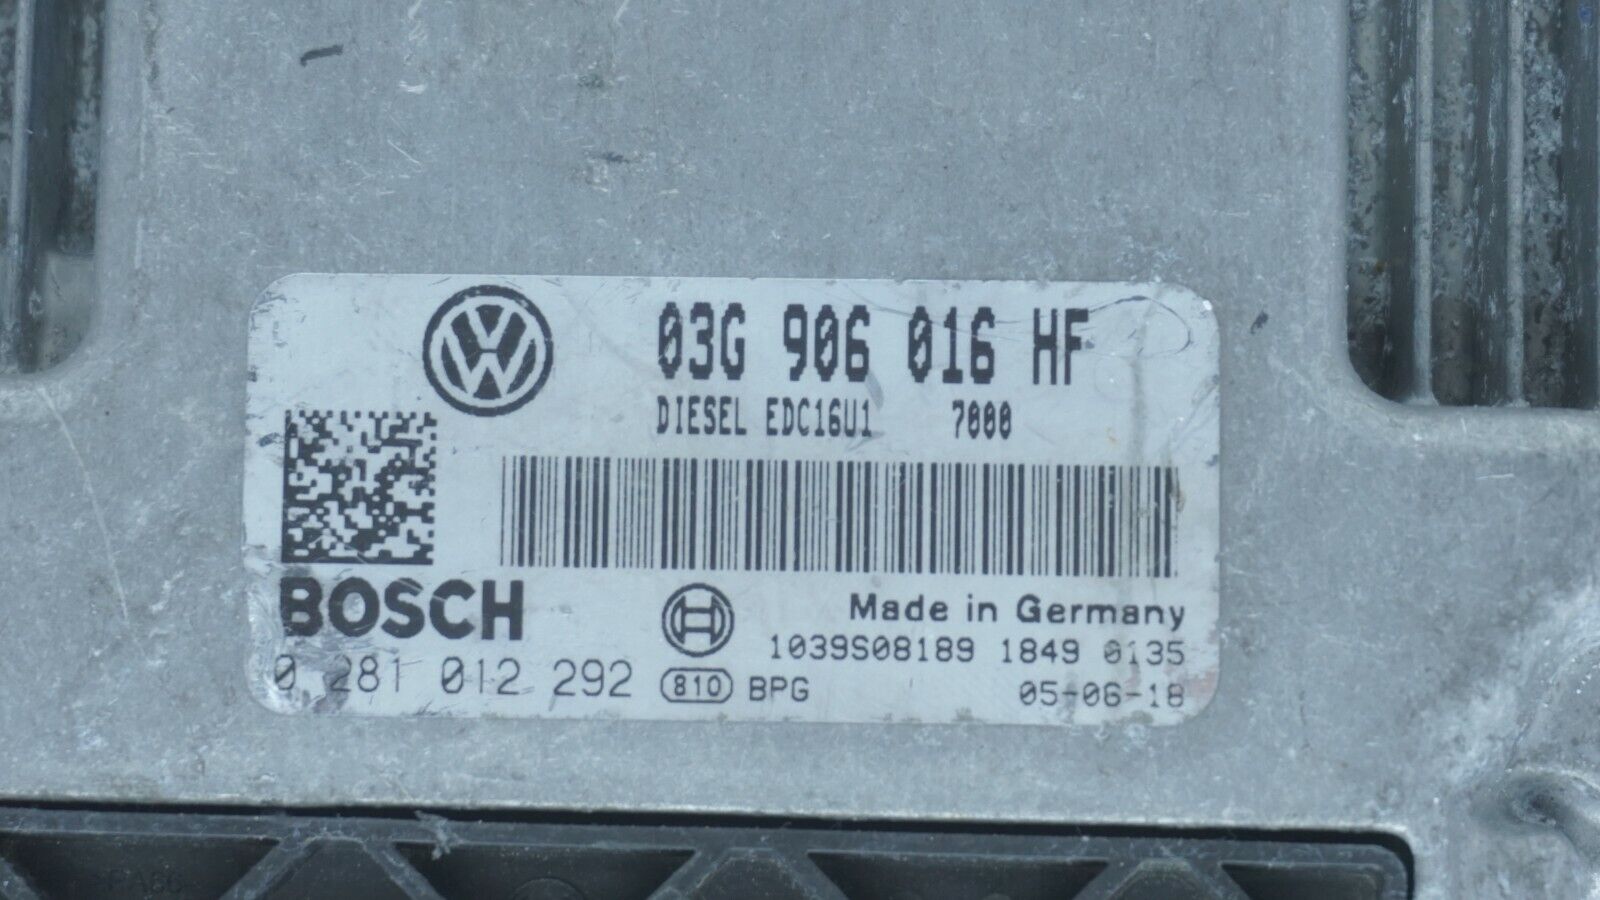 03G 906 016 HF
DIESEL EDC16U1 7000
BOSCH
Made in Germany
1039S08189 1849 0135
0 281 012 292 810 BPG 05-06-18